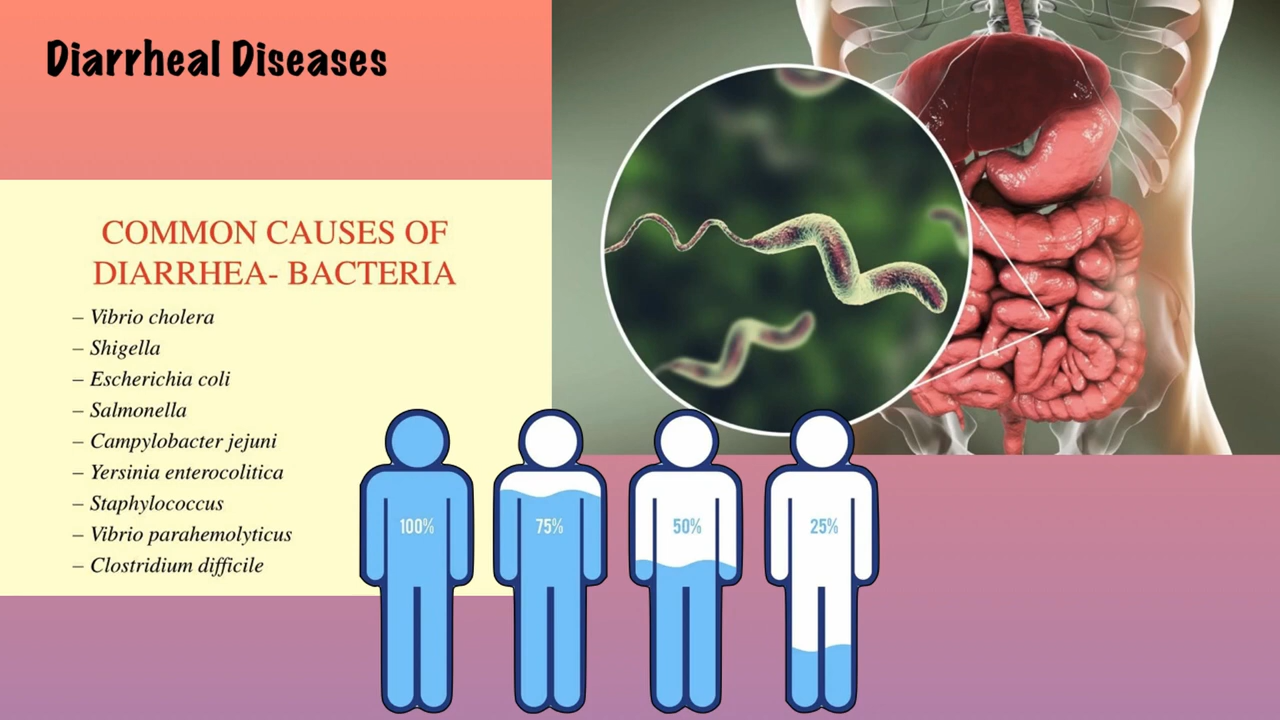 Diarrheal Diseases
COMMON CAUSES OF
DIARRHEA- BACTERIA
– Vibrio cholera
– Shigella
– Escherichia coli
– Salmonella
– Campylobacter jejuni
– Yersinia enterocolitica
– Staphylococcus
– Vibrio parahemolyticus
– Clostridium difficile
100% 75% 50% 25%